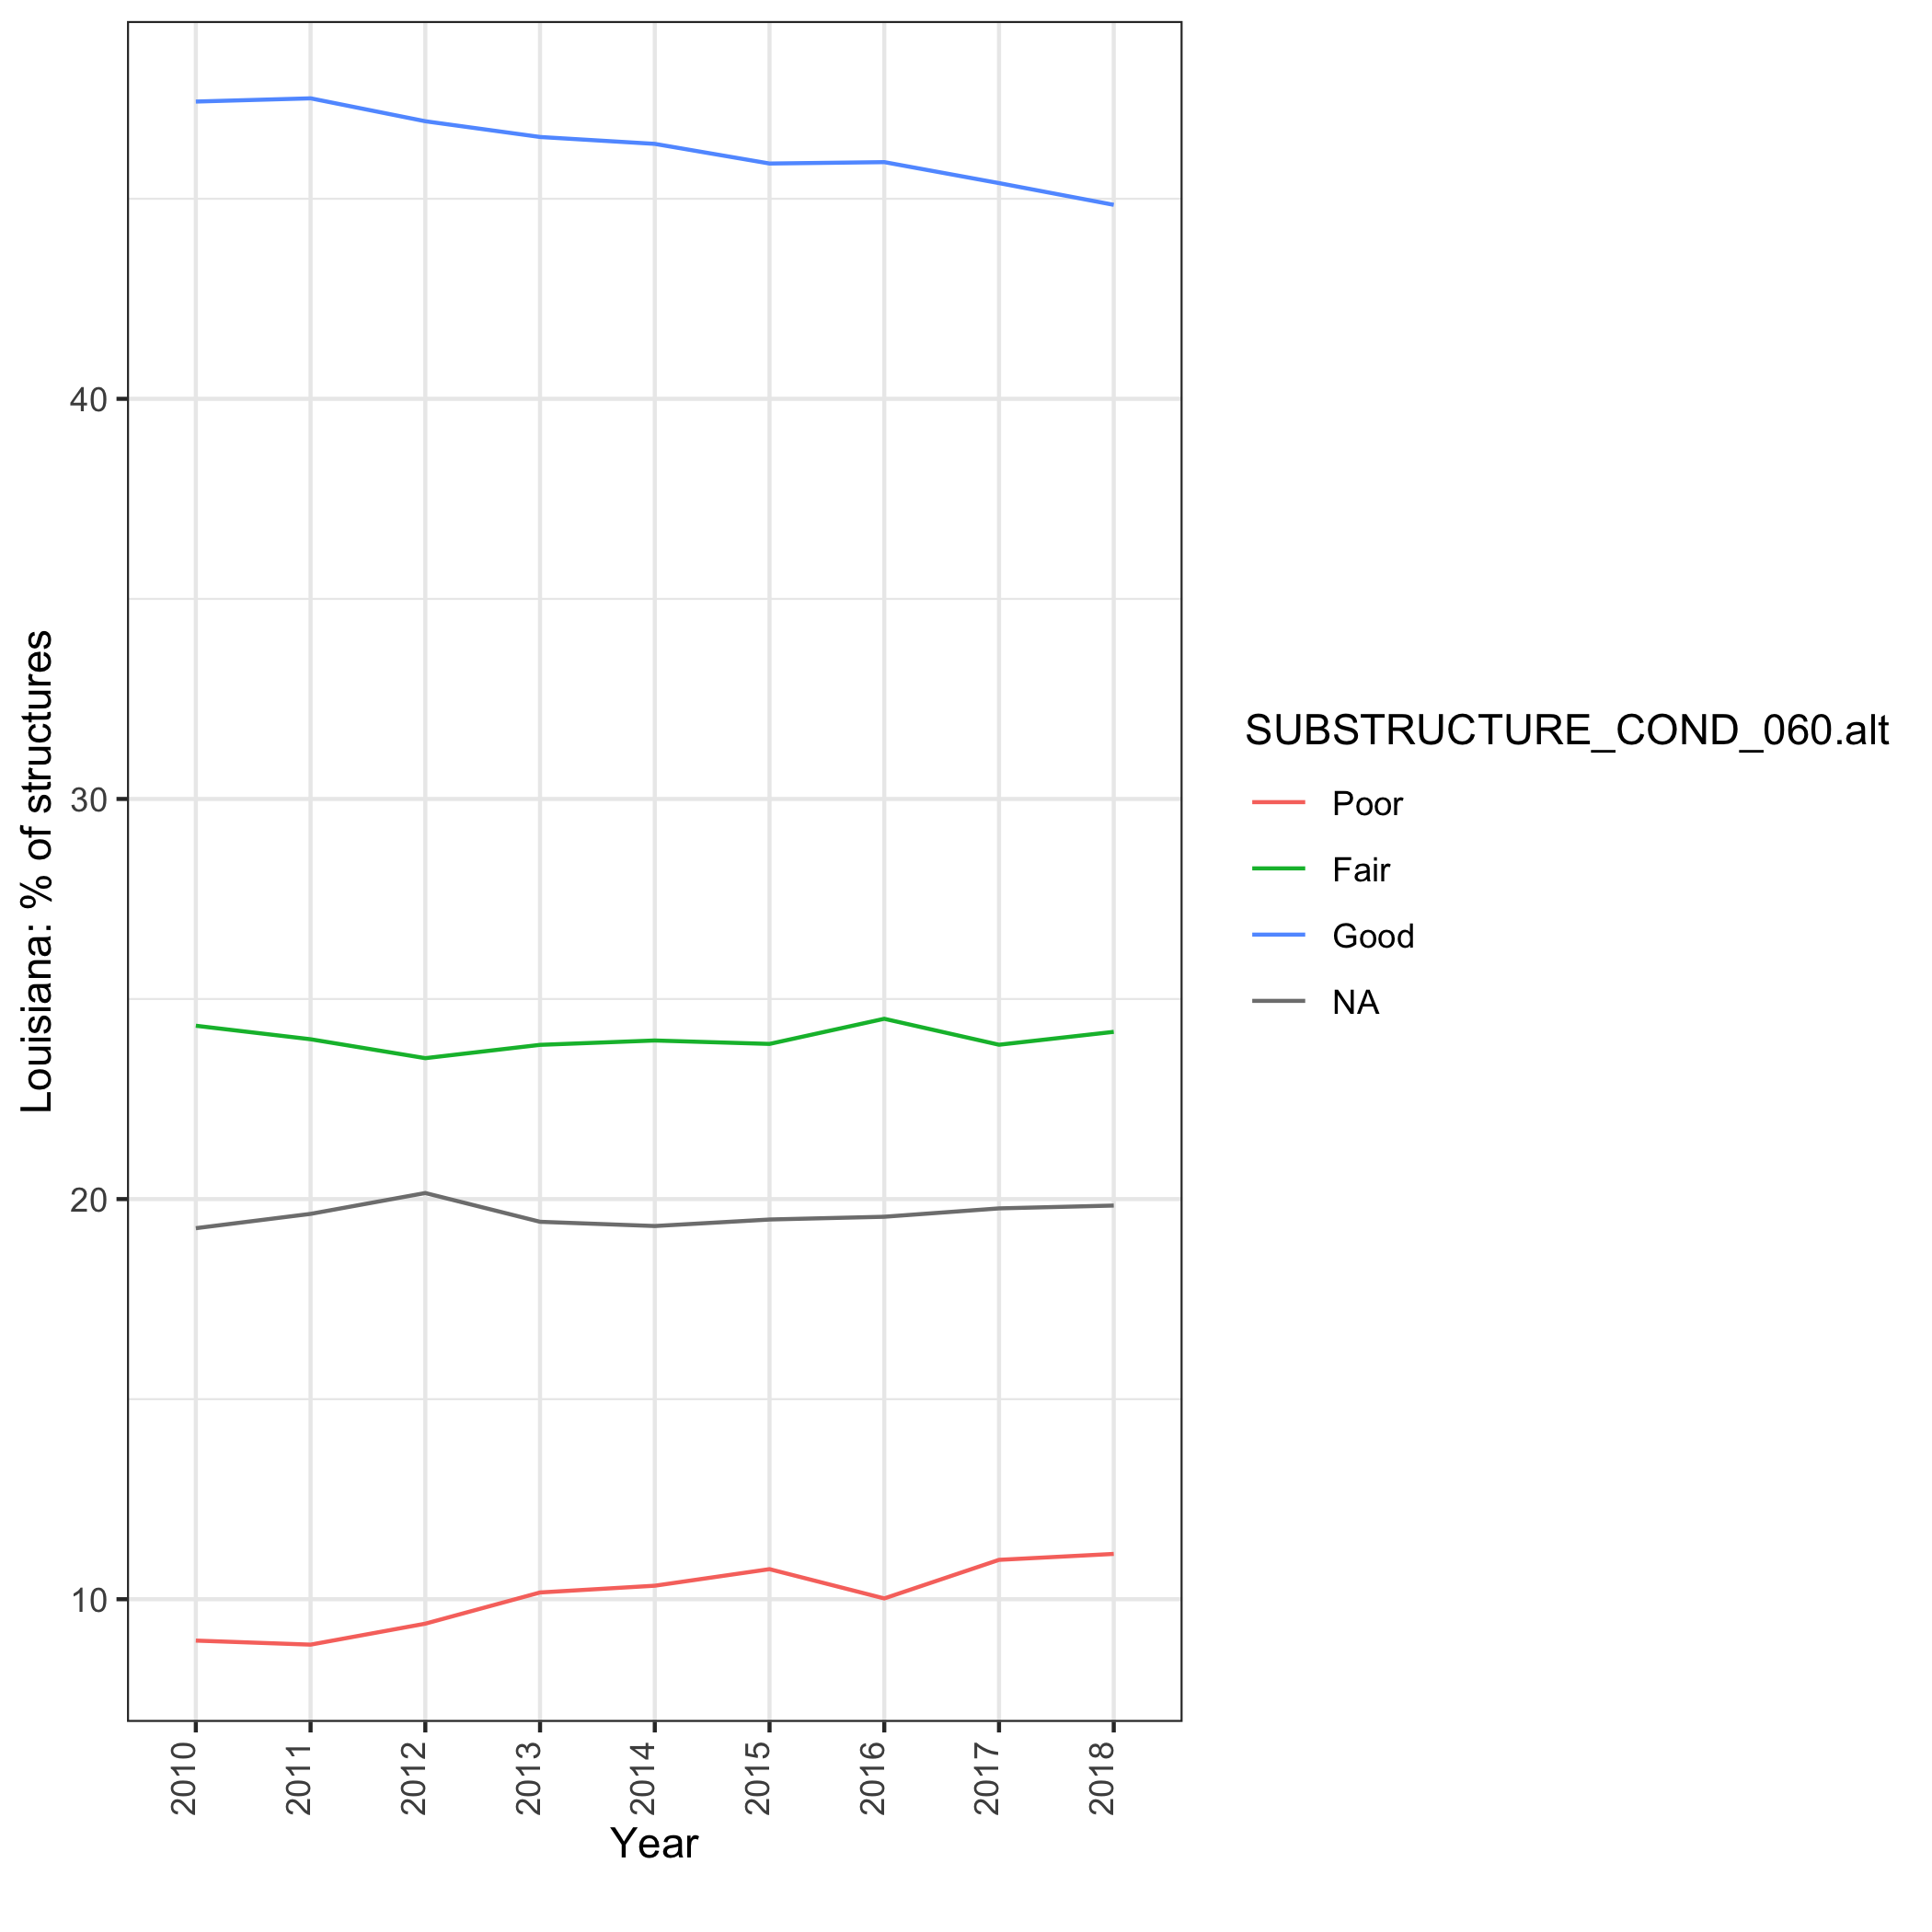 Louisiana: % of structures
40
30
20
10
2010
2011
2012
2013
2014
2015
2016
2017
2018
Year
SUBSTRUCTURE_COND_060.alt
Poor
Fair
Good
NA